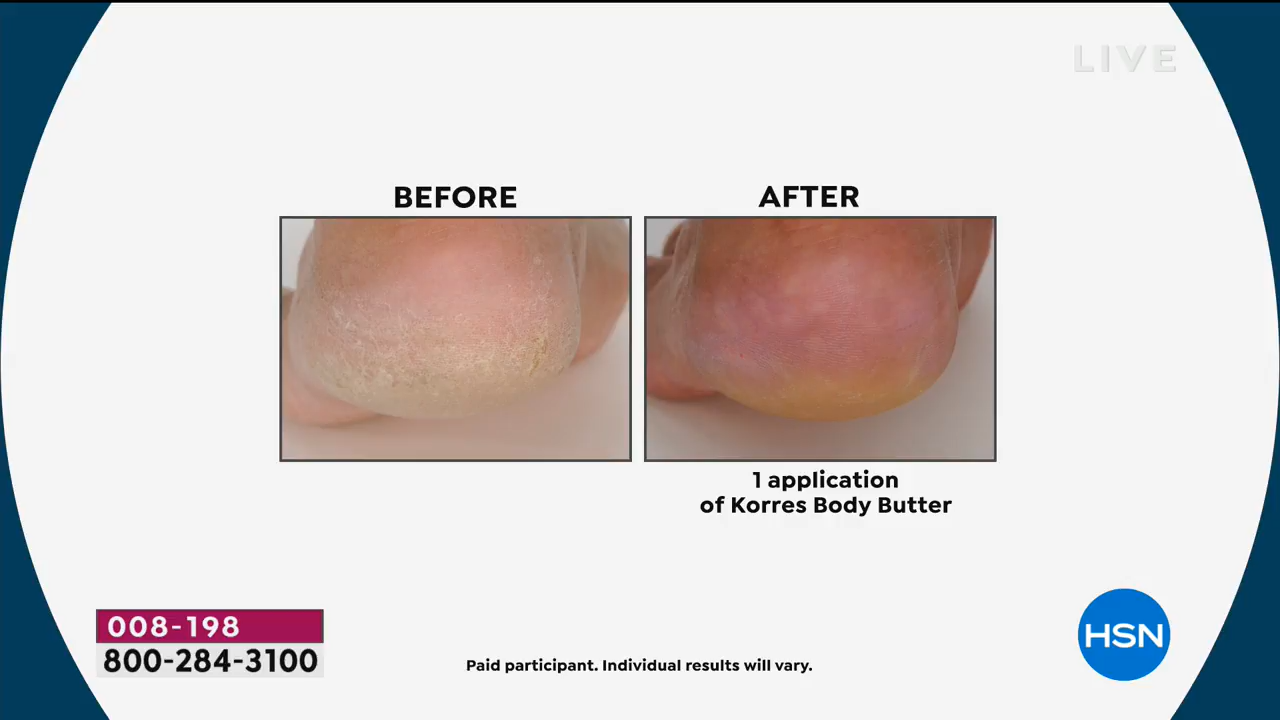 LIVE
BEFORE
AFTER
1 application
of Korres Body Butter
008-198
800-284-3100
Paid participant. Individual results will vary.
HSN